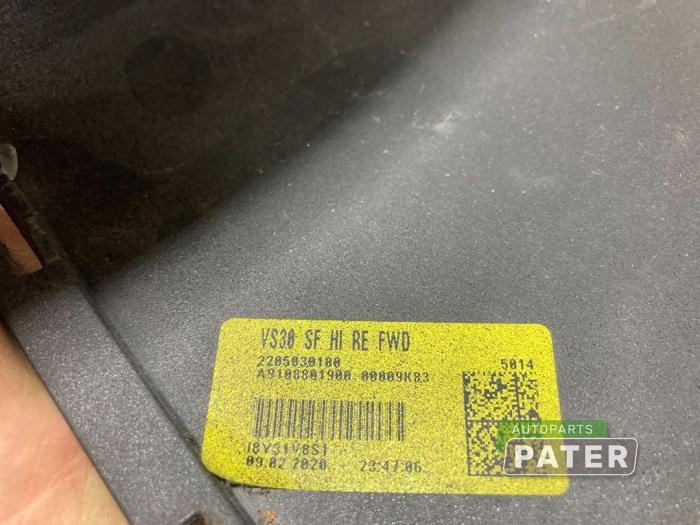 VS30 SF HI RE FWD
2205030100
5014
A9108801900 00009K83
I8V31V8S1
09.02.2020 - 23:47:06
AUTOPARTS
PATER